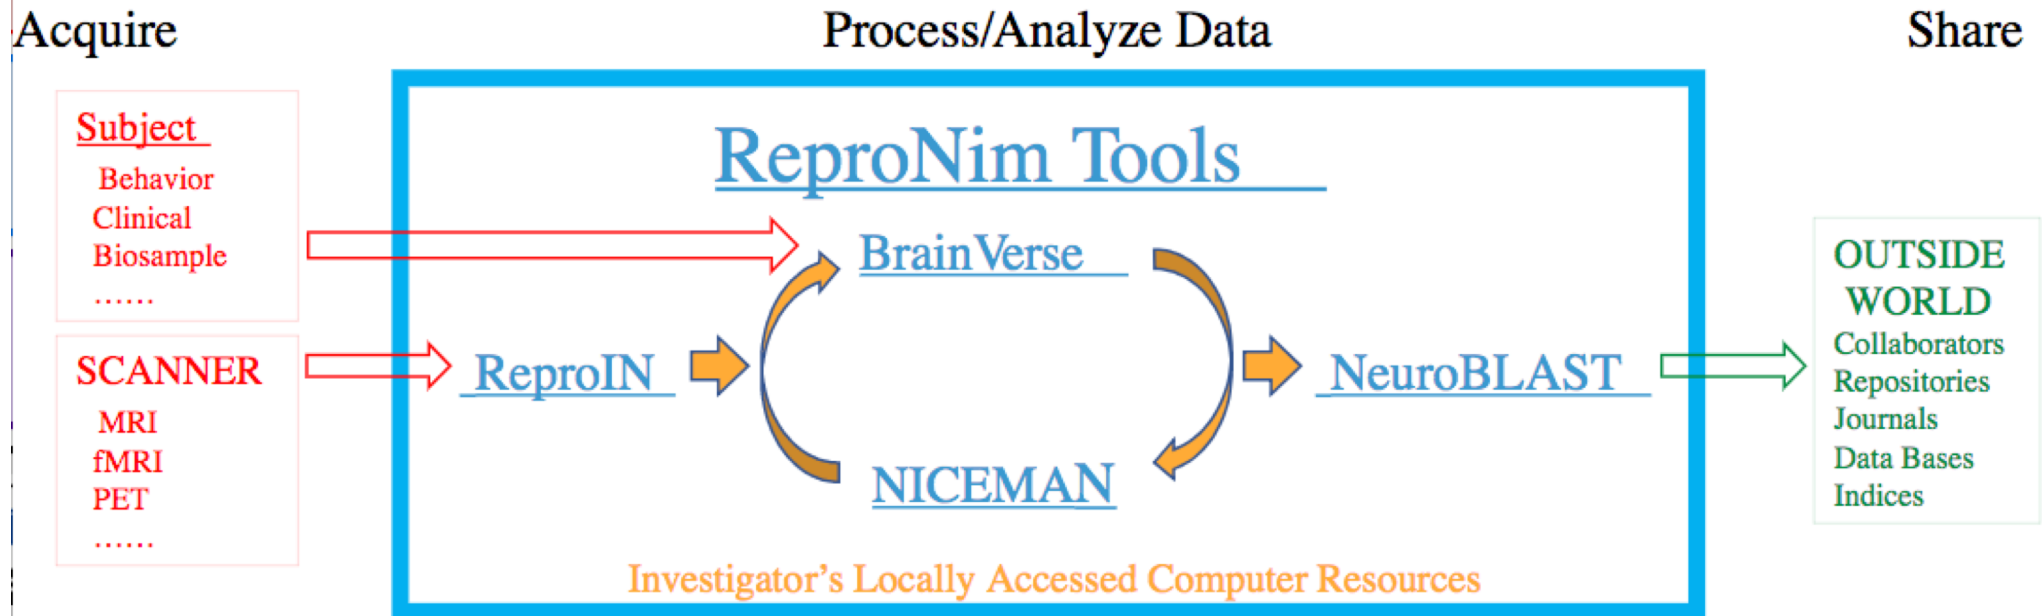 Acquire
Process/Analyze Data
Share
Subject
Behavior
Clinical
Biosample
......
SCANNER
MRI
fMRI
PET
......
ReproNim Tools
BrainVerse
ReproIN
NeuroBLAST
NICEMAN
Investigator's Locally Accessed Computer Resources
OUTSIDE
WORLD
Collaborators
Repositories
Journals
Data Bases
Indices